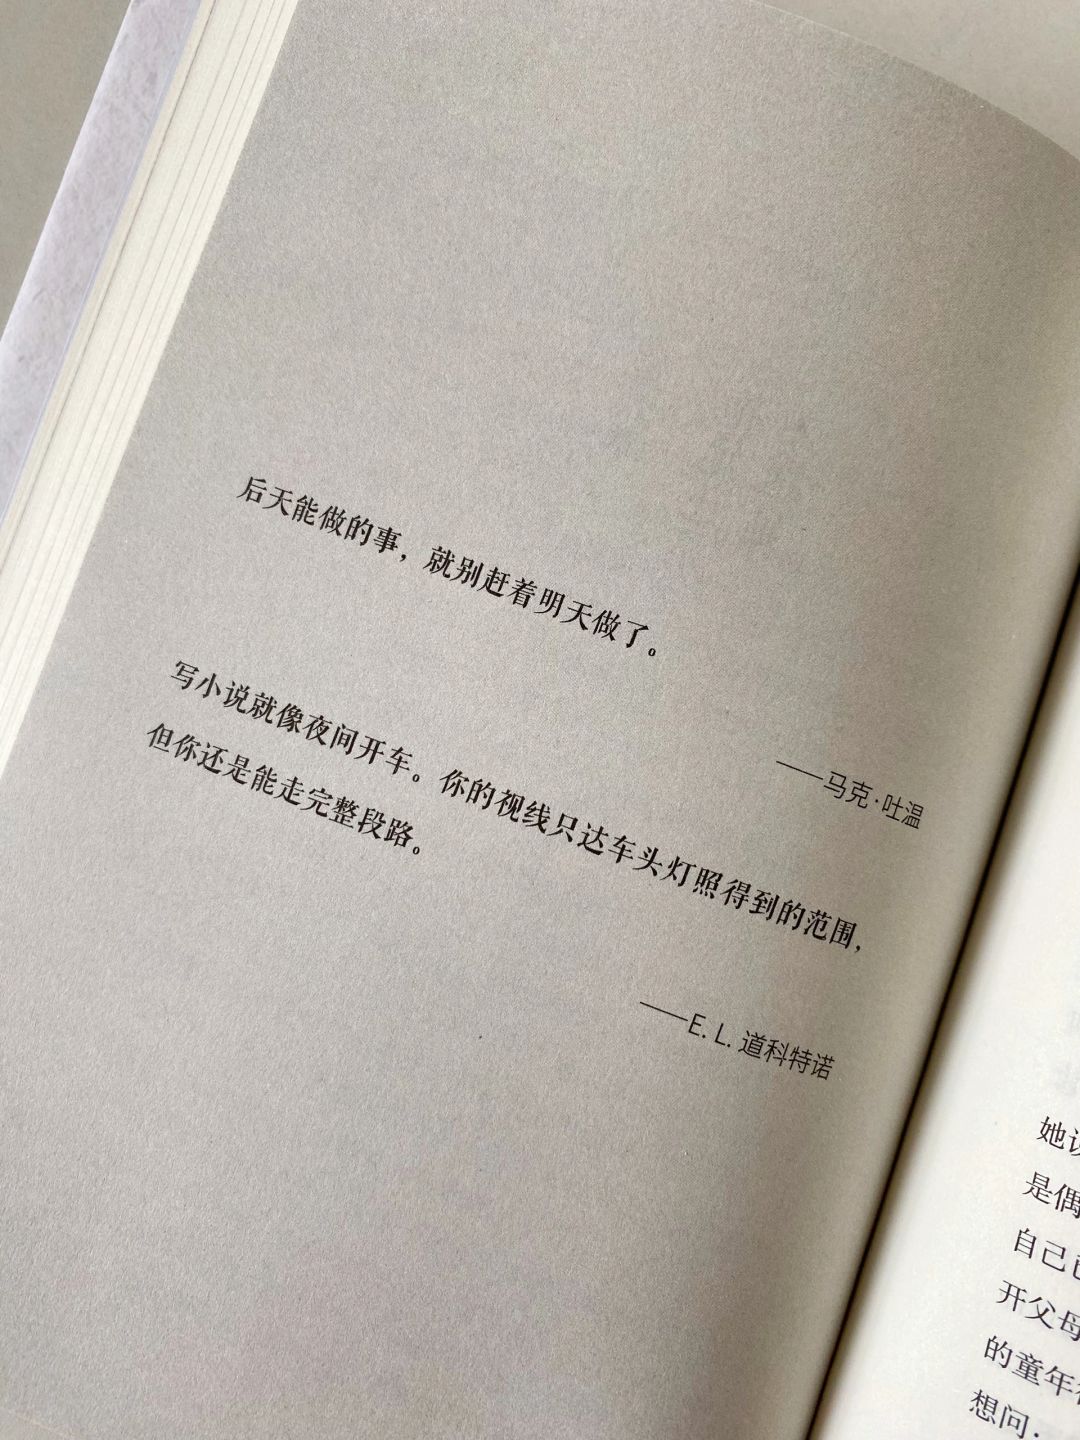 后天能做的事，就别赶着明天做了。
——马克·吐温
写小说就像夜间开车。你的视线只达车头灯照得到的范围，
但你还是能走完整段路。
——E. L. 道科特诺
她
是偶
自己
开父母
的童年
想问